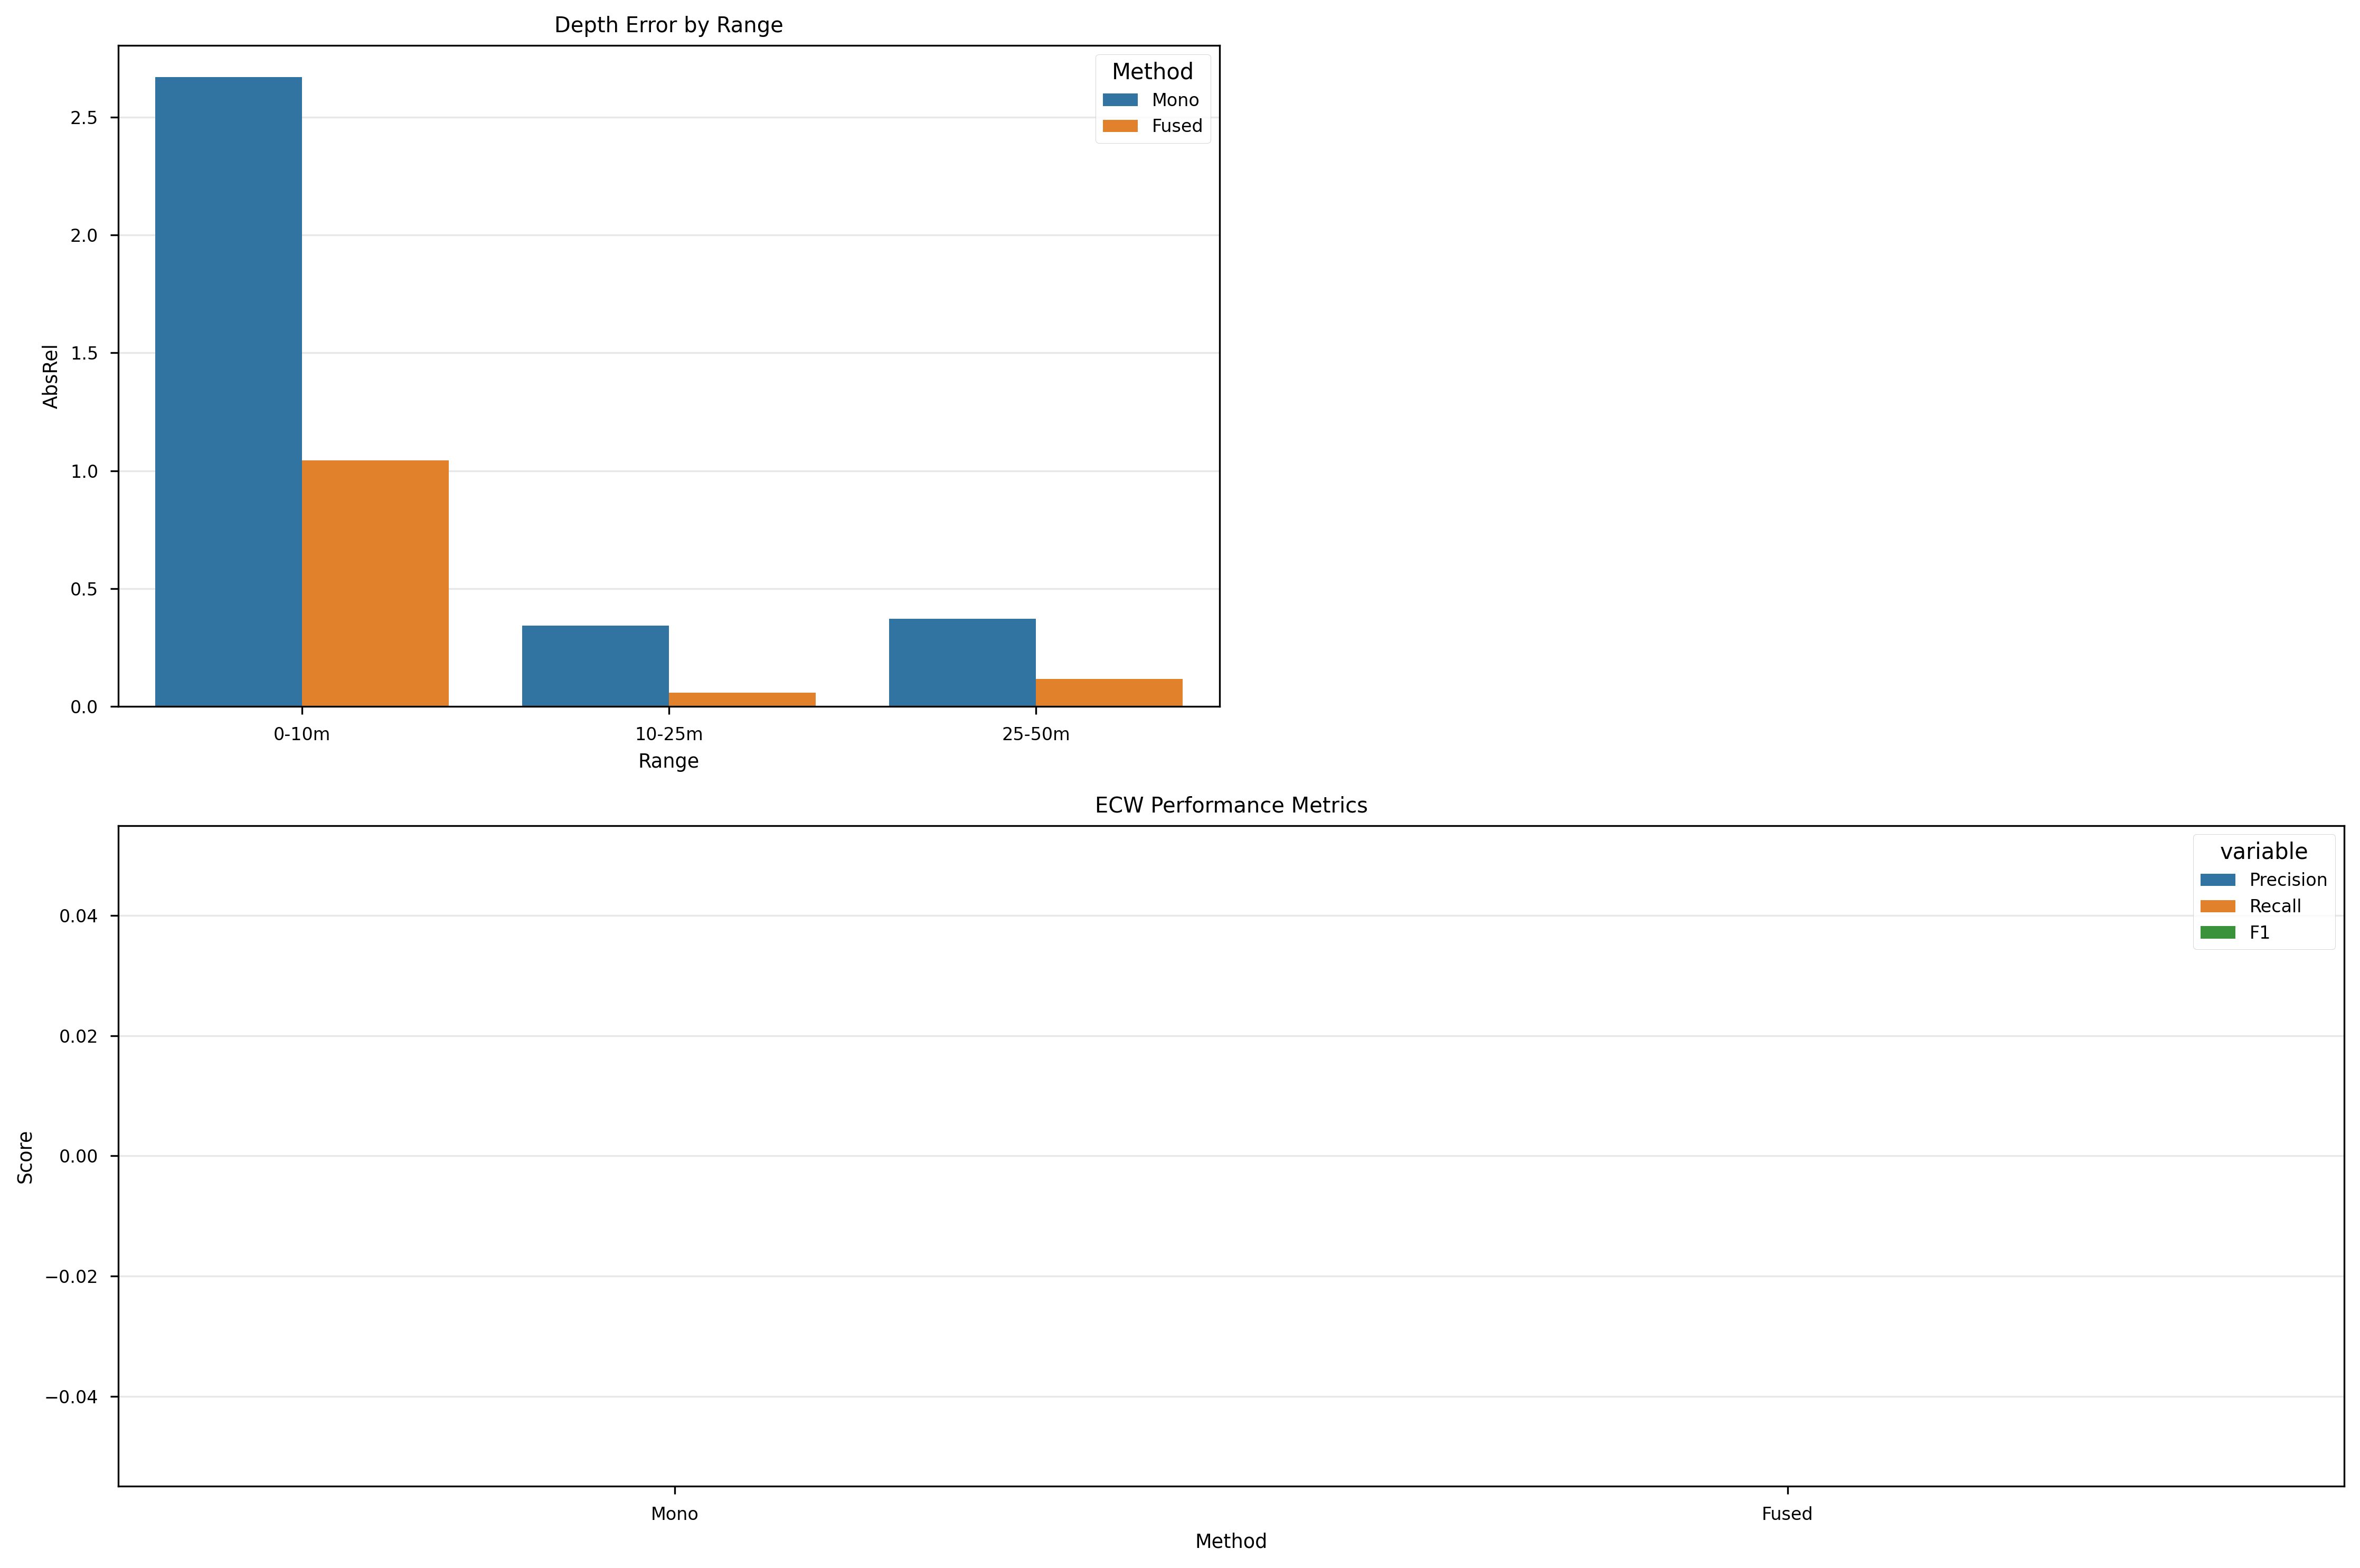 Depth Error by Range
Method
Mono
Fused
AbsRel
2.5
2.0
1.5
1.0
0.5
0.0
0-10m
10-25m
25-50m
Range
ECW Performance Metrics
variable
Precision
Recall
F1
Score
0.04
0.02
0.00
−0.02
−0.04
Mono
Fused
Method